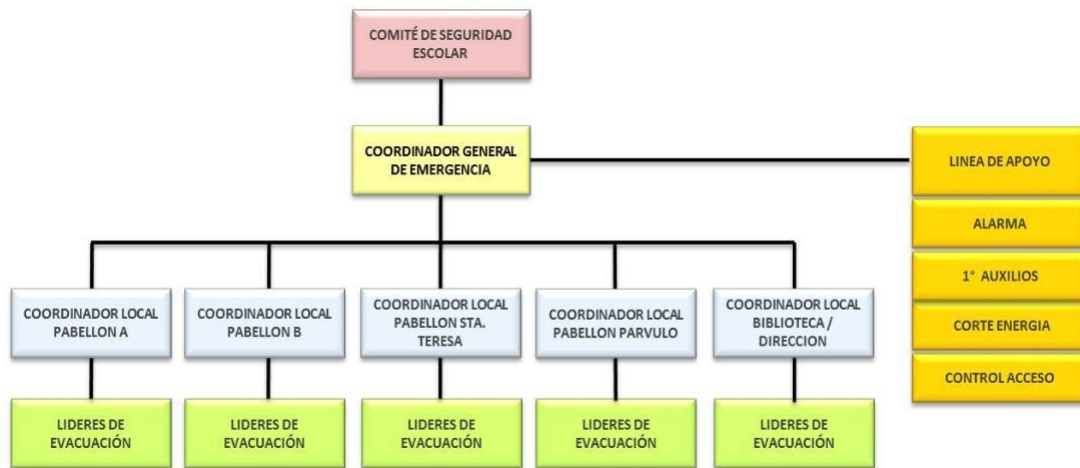 COMITÉ DE SEGURIDAD
ESCOLAR
COORDINADOR GENERAL
DE EMERGENCIA
LINEA DE APOYO
ALARMA
1° AUXILIOS
CORTE ENERGIA
CONTROL ACCESO
COORDINADOR LOCAL
PABELLON A
COORDINADOR LOCAL
PABELLON B
COORDINADOR LOCAL
PABELLON STA.
TERESA
COORDINADOR LOCAL
PABELLON PARVULO
COORDINADOR LOCAL
BIBLIOTECA /
DIRECCION
LIDERES DE
EVACUACIÓN
LIDERES DE
EVACUACIÓN
LIDERES DE
EVACUACIÓN
LIDERES DE
EVACUACIÓN
LIDERES DE
EVACUACIÓN